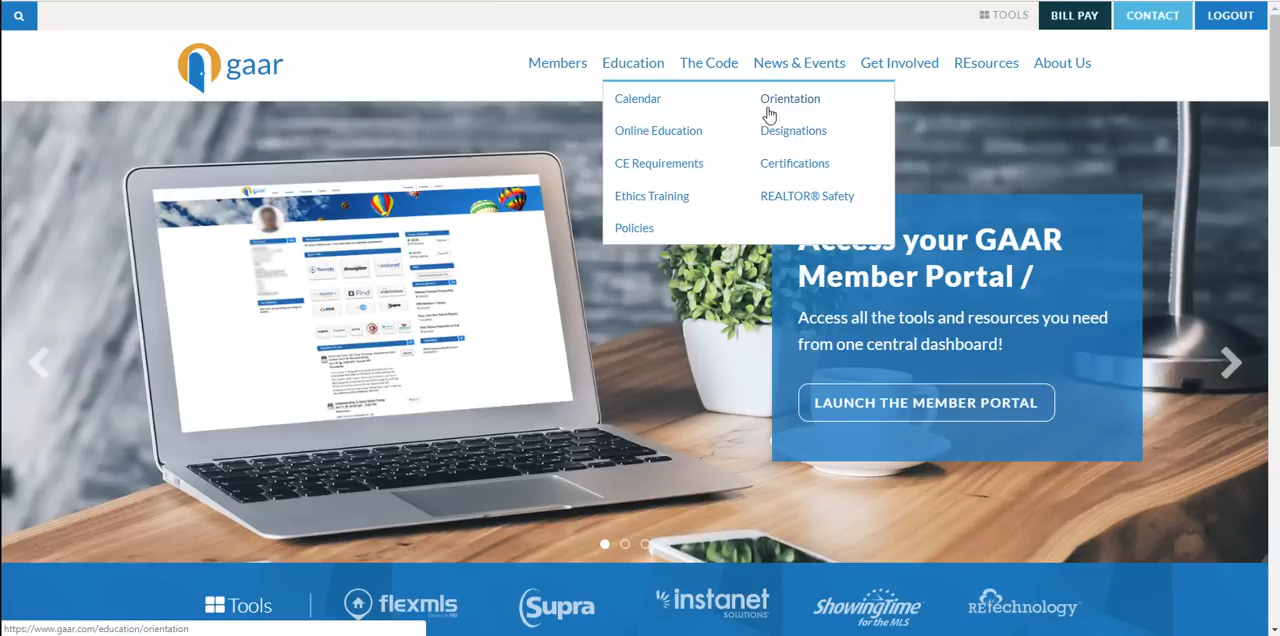 TOOLS
BILL PAY
CONTACT
LOGOUT
gaar
Members
Education
The Code
News & Events
Get Involved
REsources
About Us
Calendar
Orientation
Online Education
Designations
CE Requirements
Certifications
Ethics Training
REALTOR® Safety
Policies
Access your GAAR
Member Portal /
Access all the tools and resources you need
from one central dashboard!
LAUNCH THE MEMBER PORTAL
Tools
flexmls
Supra
instanet
SOLUTIONS
ShowingTime
for the MLS
REtechnology
https://www.gaar.com/education/orientation